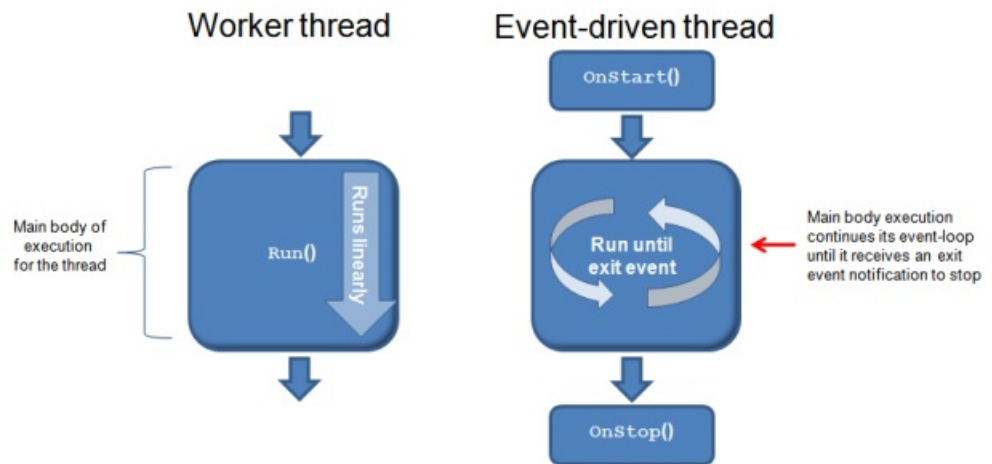 Worker thread
Event-driven thread
OnStart()
Main body of
execution
for the thread
Run()
Runs linearly
Run until
exit event
Main body execution
continues its event-loop
until it receives an exit
event notification to stop
OnStop()